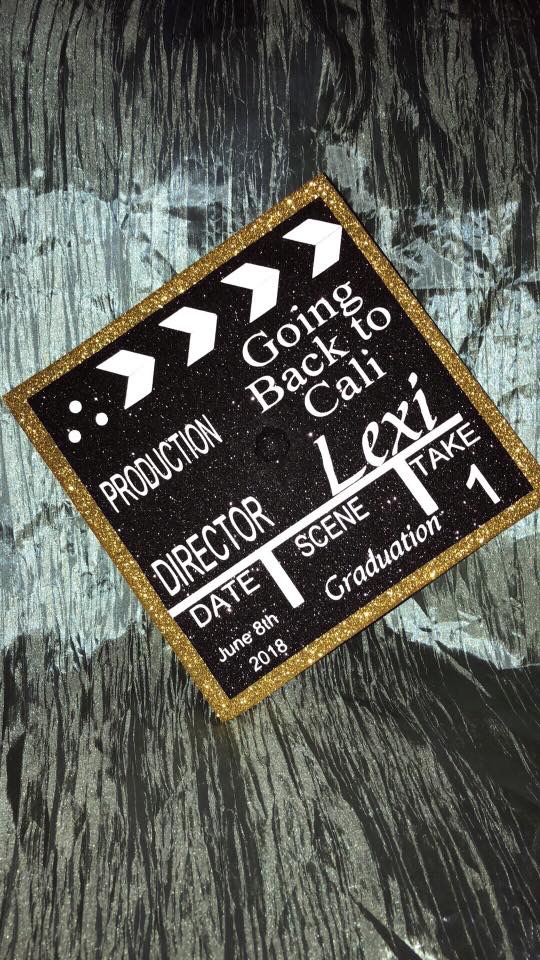 PRODUCTION
Going
Back to
Cali
DIRECTOR
Lexi
DATE
June 8th
2018
SCENE
Graduation
TAKE
1